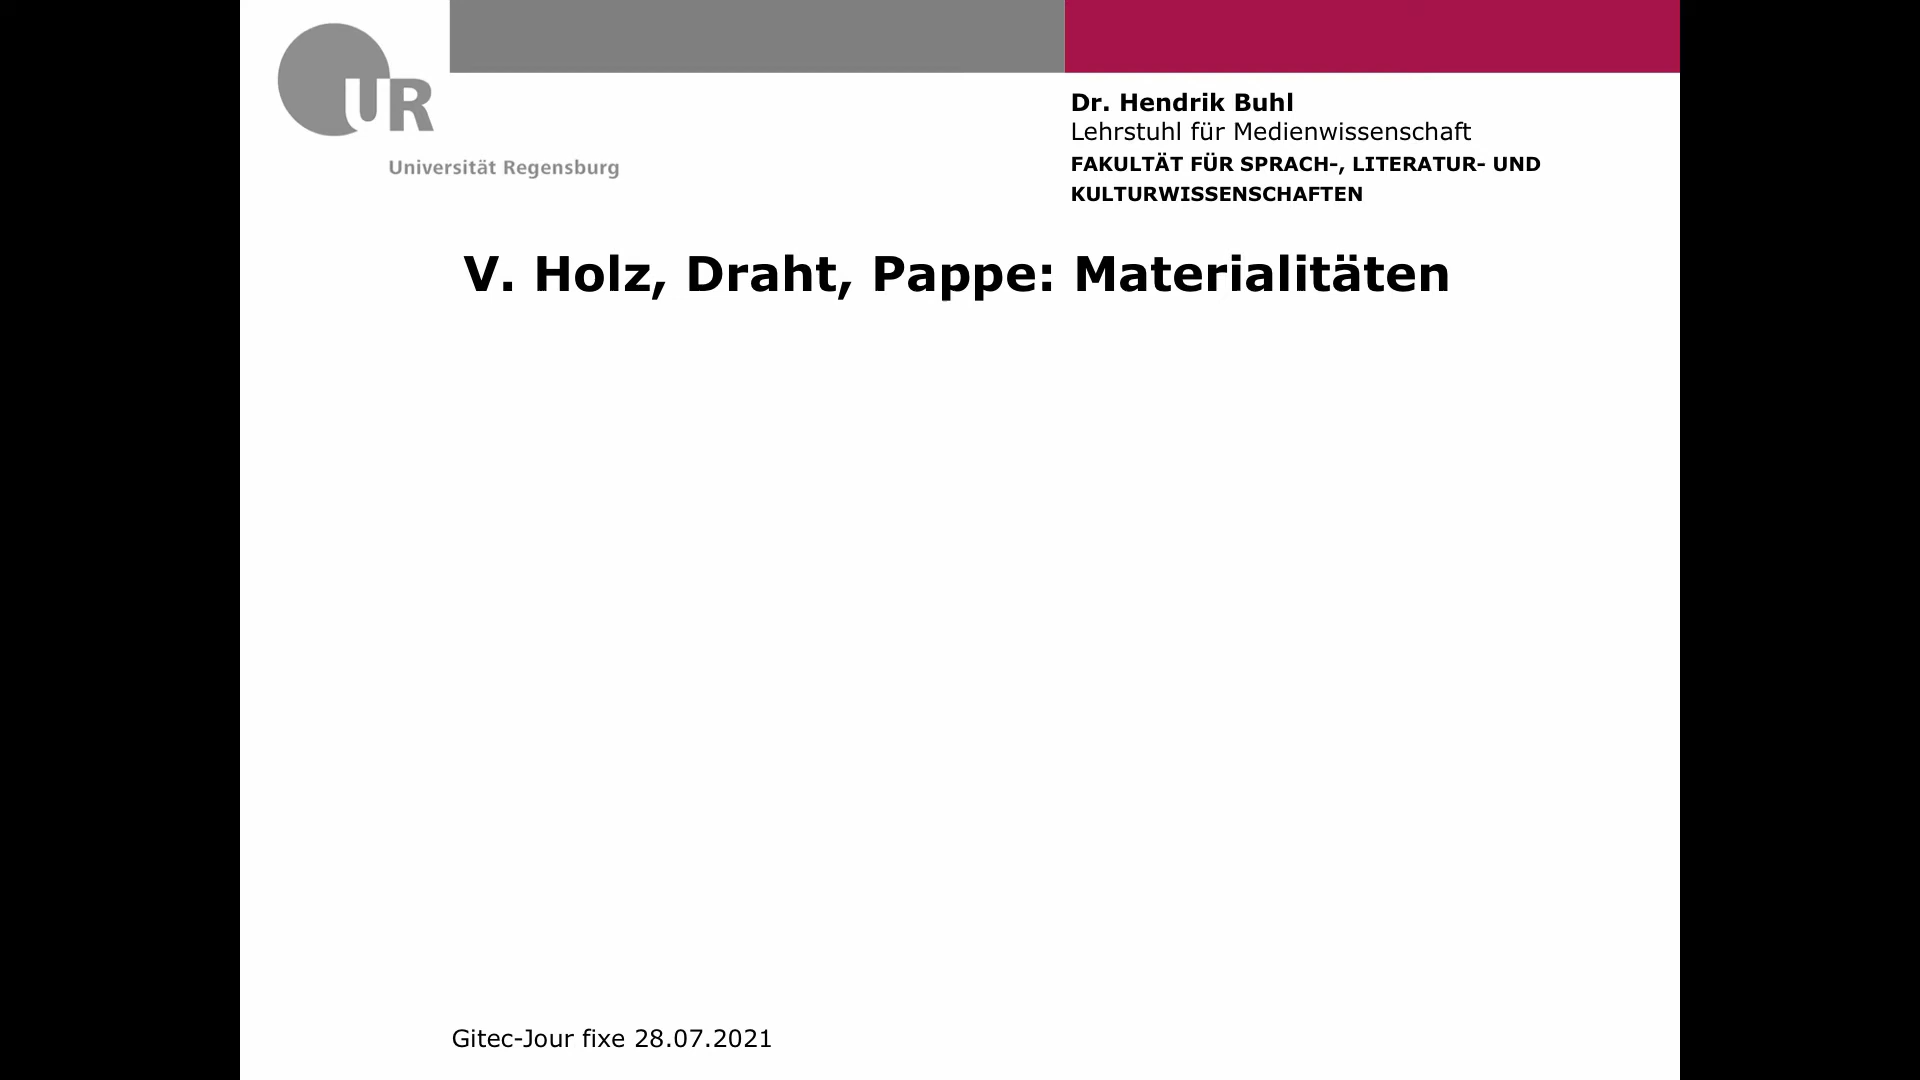 UR
Universität Regensburg
Dr. Hendrik Buhl
Lehrstuhl für Medienwissenschaft
FAKULTÄT FÜR SPRACH-, LITERATUR- UND
KULTURWISSENSCHAFTEN
V. Holz, Draht, Pappe: Materialitäten
Gitec-Jour fixe 28.07.2021